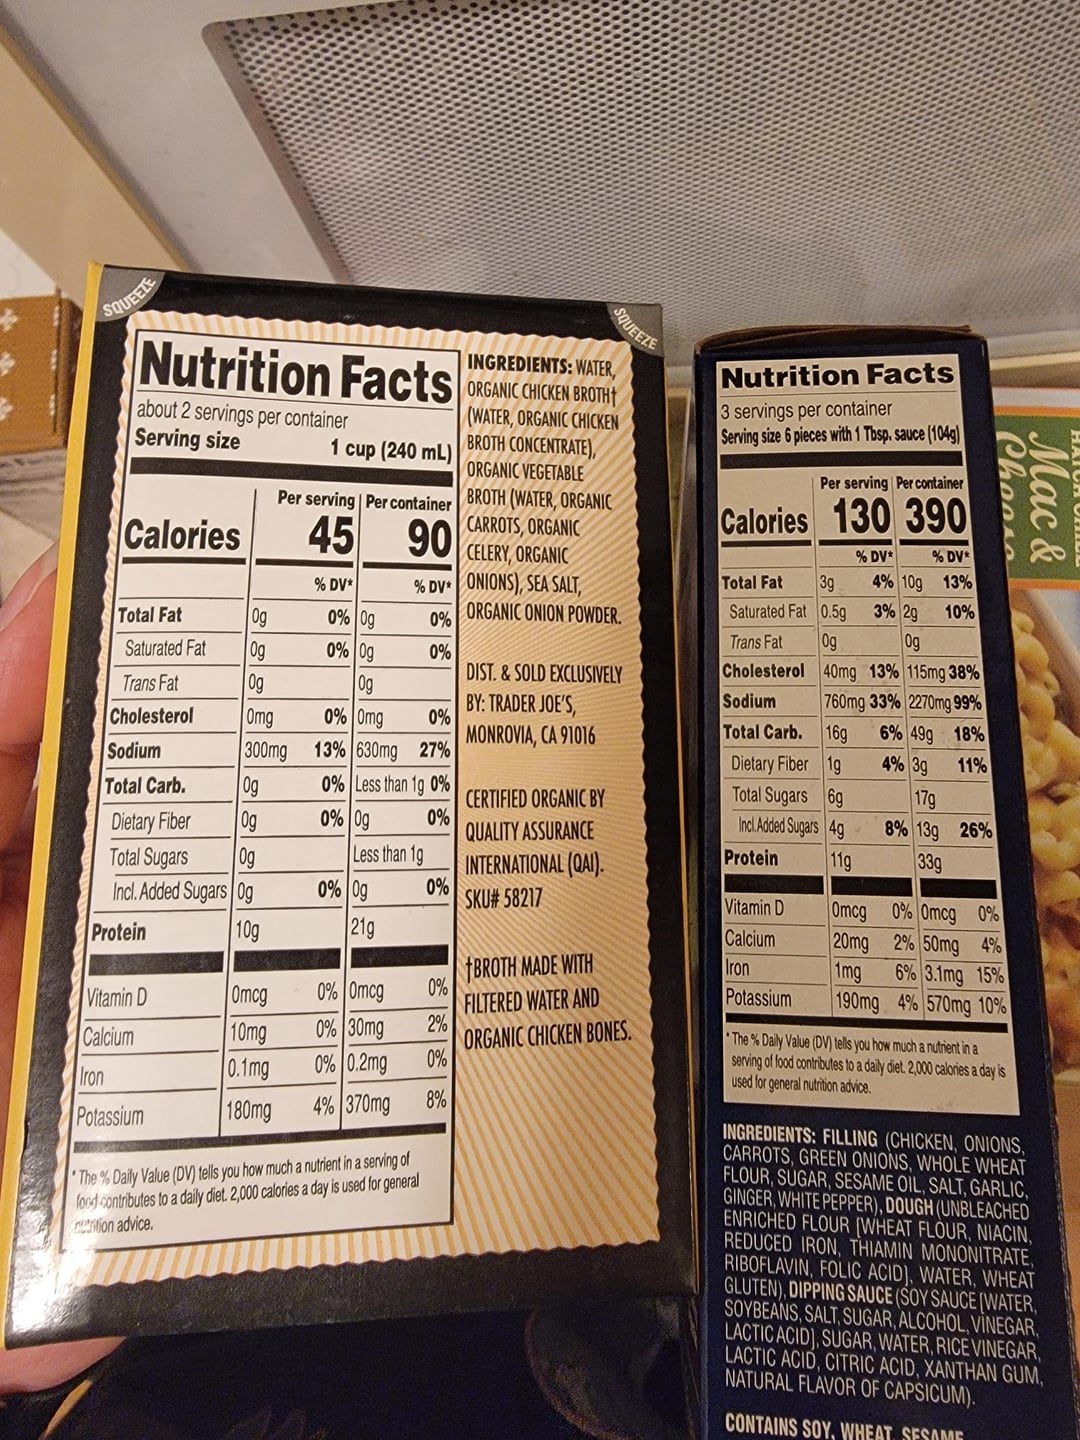 SQUEEZE
SQUEEZE
Nutrition Facts
about 2 servings per container
Serving size 1 cup (240 mL)
Per serving Per container
Calories 45 90
% DV* % DV*
Total Fat 0g 0% 0g 0%
Saturated Fat 0g 0% 0g 0%
Trans Fat 0g 0g
Cholesterol 0mg 0% 0mg 0%
Sodium 300mg 13% 630mg 27%
Total Carb. 0g 0% Less than 1g 0%
Dietary Fiber 0g 0% 0g 0%
Total Sugars 0g Less than 1g
Incl. Added Sugars 0g 0% 0g 0%
Protein 10g 21g
Vitamin D 0mcg 0% 0mcg 0%
Calcium 10mg 0% 30mg 2%
Iron 0.1mg 0% 0.2mg 0%
Potassium 180mg 4% 370mg 8%
* The % Daily Value (DV) tells you how much a nutrient in a serving of
food contributes to a daily diet. 2,000 calories a day is used for general
nutrition advice.
INGREDIENTS: WATER,
ORGANIC CHICKEN BROTH†
(WATER, ORGANIC CHICKEN
BROTH CONCENTRATE),
ORGANIC VEGETABLE
BROTH (WATER, ORGANIC
CARROTS, ORGANIC
CELERY, ORGANIC
ONIONS), SEA SALT,
ORGANIC ONION POWDER.
DIST. & SOLD EXCLUSIVELY
BY: TRADER JOE'S,
MONROVIA, CA 91016
CERTIFIED ORGANIC BY
QUALITY ASSURANCE
INTERNATIONAL (QAI).
SKU# 58217
†BROTH MADE WITH
FILTERED WATER AND
ORGANIC CHICKEN BONES.
Nutrition Facts
3 servings per container
Serving size 6 pieces with 1 Tbsp. sauce (104g)
Per serving Per container
Calories 130 390
% DV* % DV*
Total Fat 3g 4% 10g 13%
Saturated Fat 0.5g 3% 2g 10%
Trans Fat 0g 0g
Cholesterol 40mg 13% 115mg 38%
Sodium 760mg 33% 2270mg 99%
Total Carb. 16g 6% 49g 18%
Dietary Fiber 1g 4% 3g 11%
Total Sugars 6g 17g
Incl. Added Sugars 4g 8% 13g 26%
Protein 11g 33g
Vitamin D 0mcg 0% 0mcg 0%
Calcium 20mg 2% 50mg 4%
Iron 1mg 6% 3.1mg 15%
Potassium 190mg 4% 570mg 10%
* The % Daily Value (DV) tells you how much a nutrient in a
serving of food contributes to a daily diet. 2,000 calories a day is
used for general nutrition advice.
INGREDIENTS: FILLING (CHICKEN, ONIONS,
CARROTS, GREEN ONIONS, WHOLE WHEAT
FLOUR, SUGAR, SESAME OIL, SALT, GARLIC,
GINGER, WHITE PEPPER), DOUGH (UNBLEACHED
ENRICHED FLOUR [WHEAT FLOUR, NIACIN,
REDUCED IRON, THIAMIN MONONITRATE,
RIBOFLAVIN, FOLIC ACID], WATER, WHEAT
GLUTEN), DIPPING SAUCE (SOY SAUCE [WATER,
SOYBEANS, SALT, SUGAR, ALCOHOL, VINEGAR,
LACTIC ACID], SUGAR, WATER, RICE VINEGAR,
LACTIC ACID, CITRIC ACID, XANTHAN GUM,
NATURAL FLAVOR OF CAPSICUM).
CONTAINS SOY, WHEAT, SESAME
Mac &
Cheese